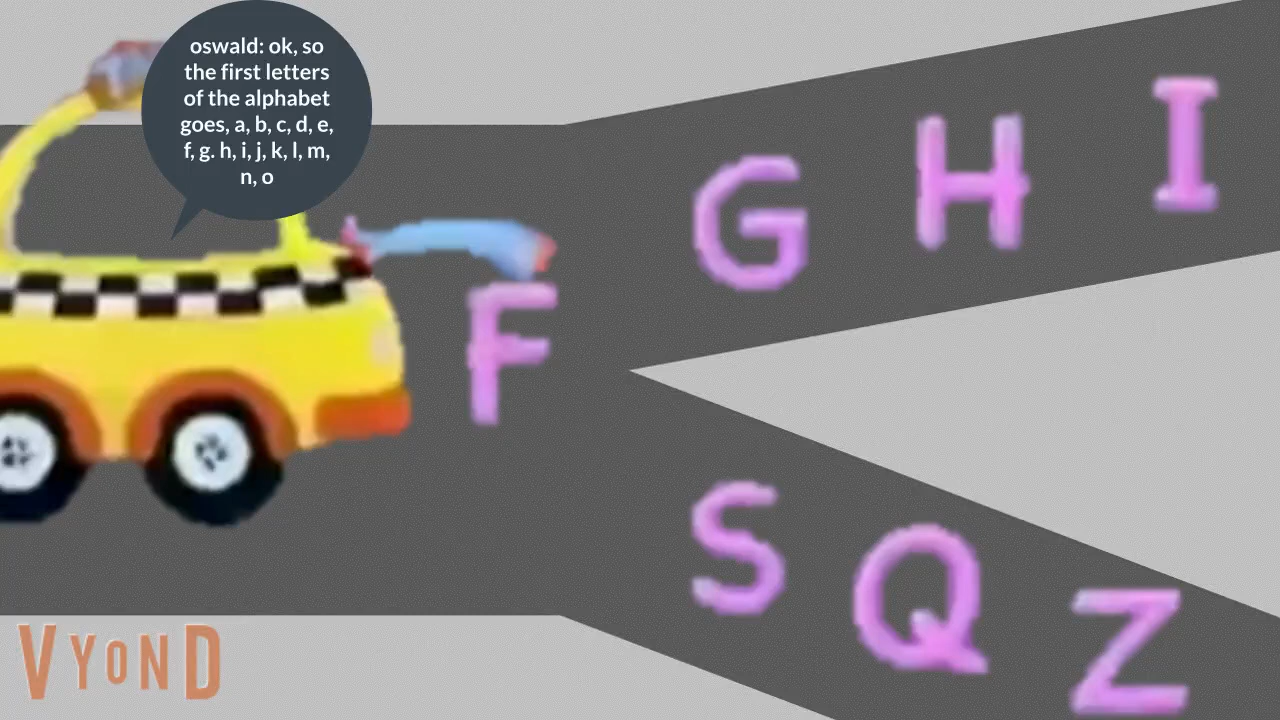 oswald: ok, so
the first letters
of the alphabet
goes, a, b, c, d, e,
f, g. h, i, j, k, l, m,
n, o
F
G H I
S Q Z
VYOND